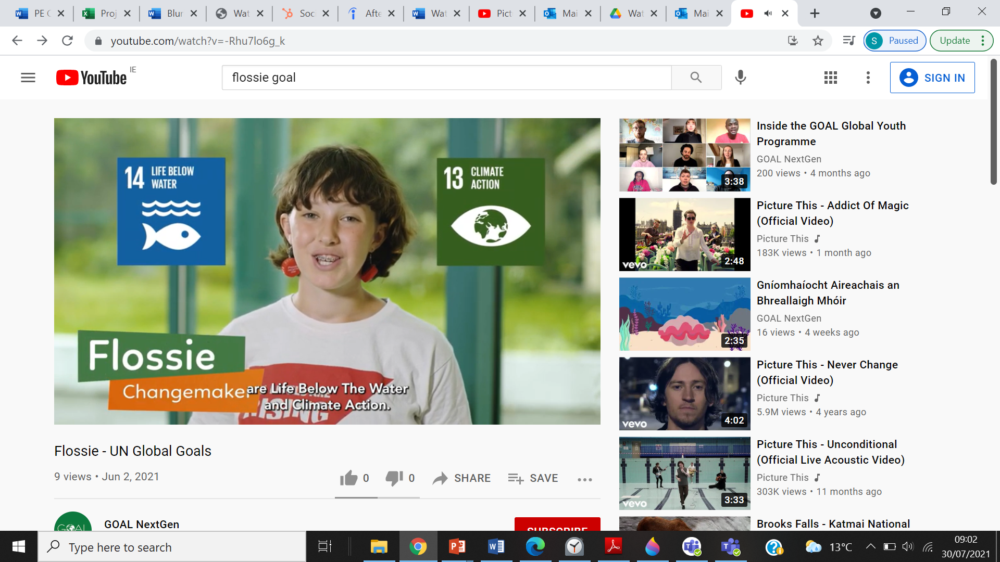 PE C
Proj
Blur
Wat
Soci
Afte
Wat
Pict
Mai
Wat
Mai
youtube.com/watch?v=-Rhu7lo6g_k
S
Paused
Update
YouTube IE
flossie goal
SIGN IN
14 LIFE BELOW
WATER
13 CLIMATE
ACTION
Flossie
Changemaker
are Life Below The Water
and Climate Action.
RISING
Flossie - UN Global Goals
9 views • Jun 2, 2021
0
0
SHARE
SAVE
GOAL
GOAL NextGen
SUBSCRIBE
3:38
Inside the GOAL Global Youth
Programme
GOAL NextGen
200 views • 4 months ago
vevo
2:48
Picture This - Addict Of Magic
(Official Video)
Picture This
183K views • 1 month ago
2:35
Gníomhaíocht Aireachais an
Bhreallaigh Mhóir
GOAL NextGen
16 views • 4 weeks ago
vevo
4:02
Picture This - Never Change
(Official Video)
Picture This
5.9M views • 4 years ago
vevo
3:33
Picture This - Unconditional
(Official Live Acoustic Video)
Picture This
303K views • 11 months ago
Brooks Falls - Katmai National
Type here to search
13°C
09:02
30/07/2021